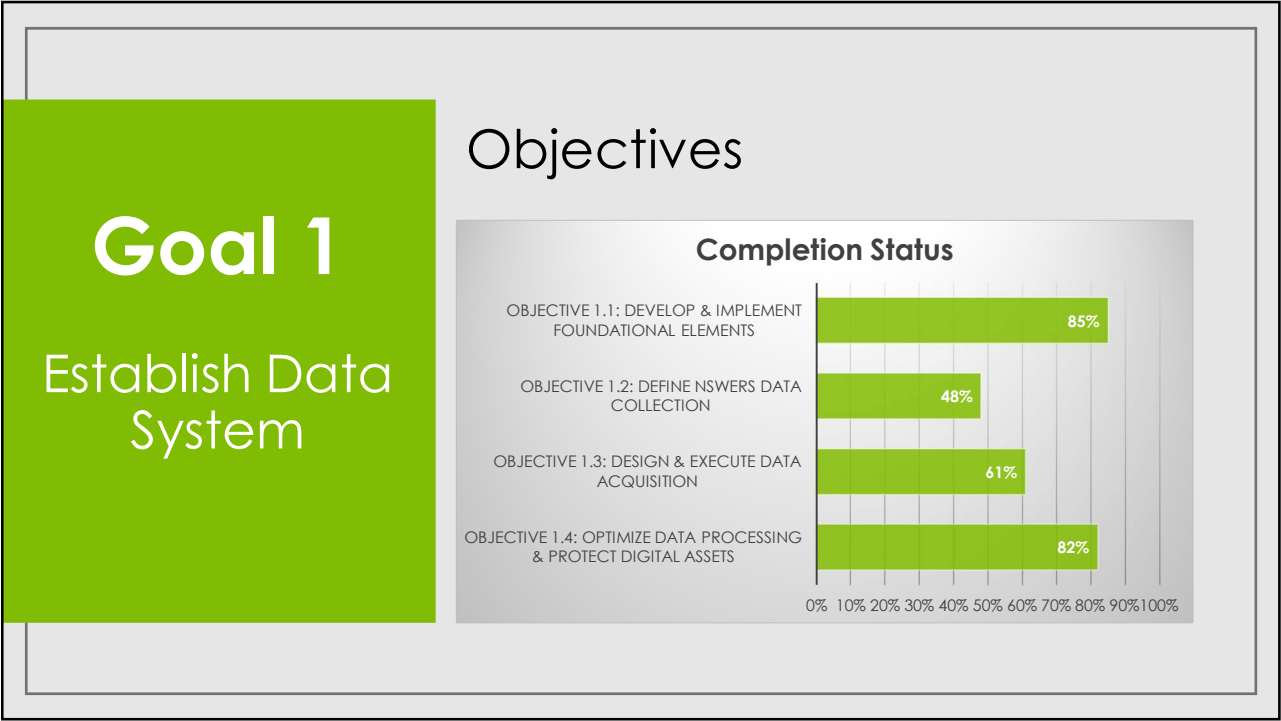 Goal 1
Establish Data
System
Objectives
Completion Status
OBJECTIVE 1.1: DEVELOP & IMPLEMENT
FOUNDATIONAL ELEMENTS
85%
OBJECTIVE 1.2: DEFINE NSWERS DATA
COLLECTION
48%
OBJECTIVE 1.3: DESIGN & EXECUTE DATA
ACQUISITION
61%
OBJECTIVE 1.4: OPTIMIZE DATA PROCESSING
& PROTECT DIGITAL ASSETS
82%
0% 10% 20% 30% 40% 50% 60% 70% 80% 90% 100%